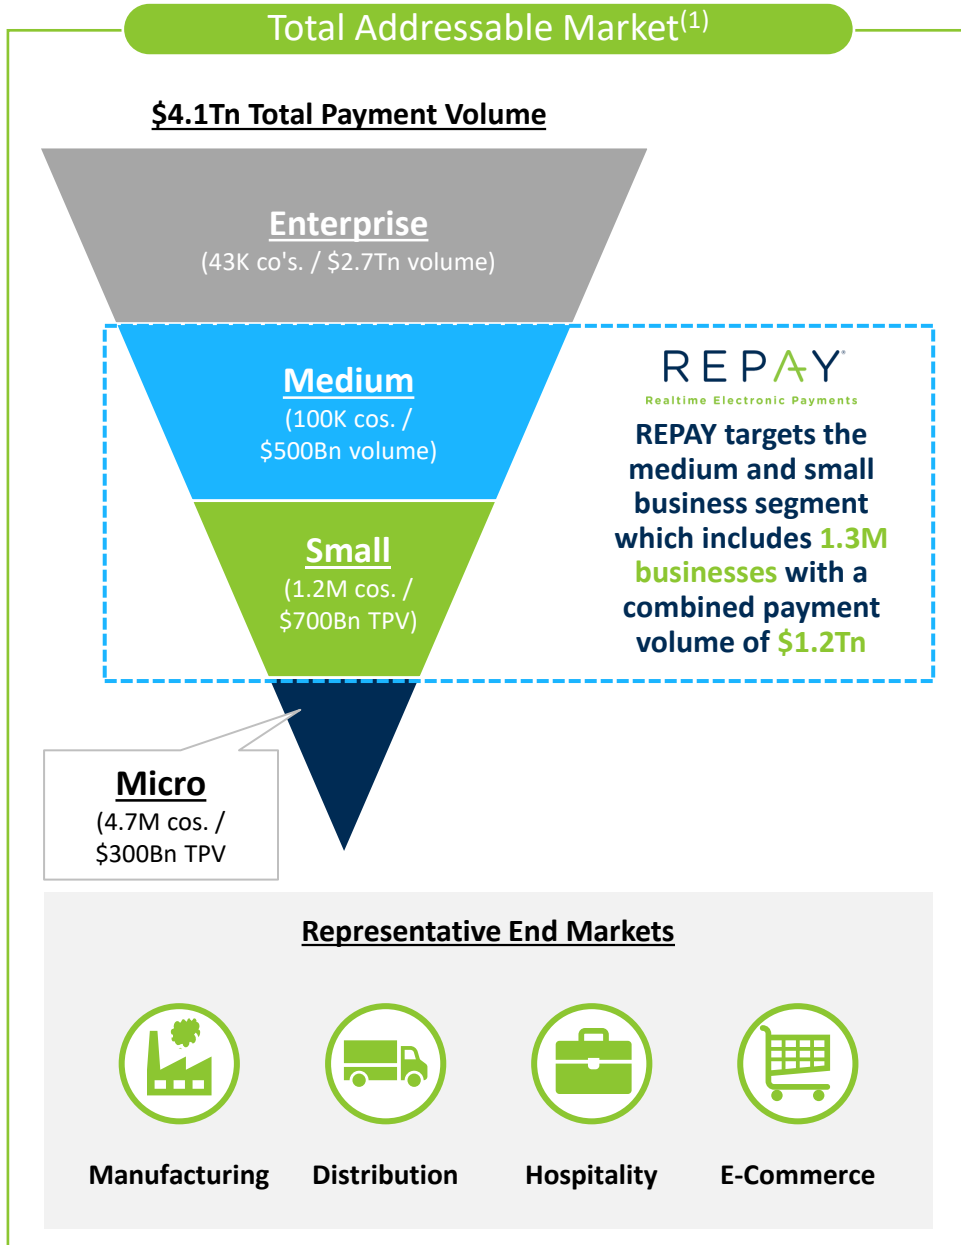 Total Addressable Market(1)
$4.1Tn Total Payment Volume
Enterprise
(43K co's. / $2.7Tn volume)
Medium
(100K cos. /
$500Bn volume)
Small
(1.2M cos. /
$700Bn TPV)
REPAY®
Realtime Electronic Payments
REPAY targets the
medium and small
business segment
which includes 1.3M
businesses with a
combined payment
volume of $1.2Tn
Micro
(4.7M cos. /
$300Bn TPV
Representative End Markets
Manufacturing
Distribution
Hospitality
E-Commerce